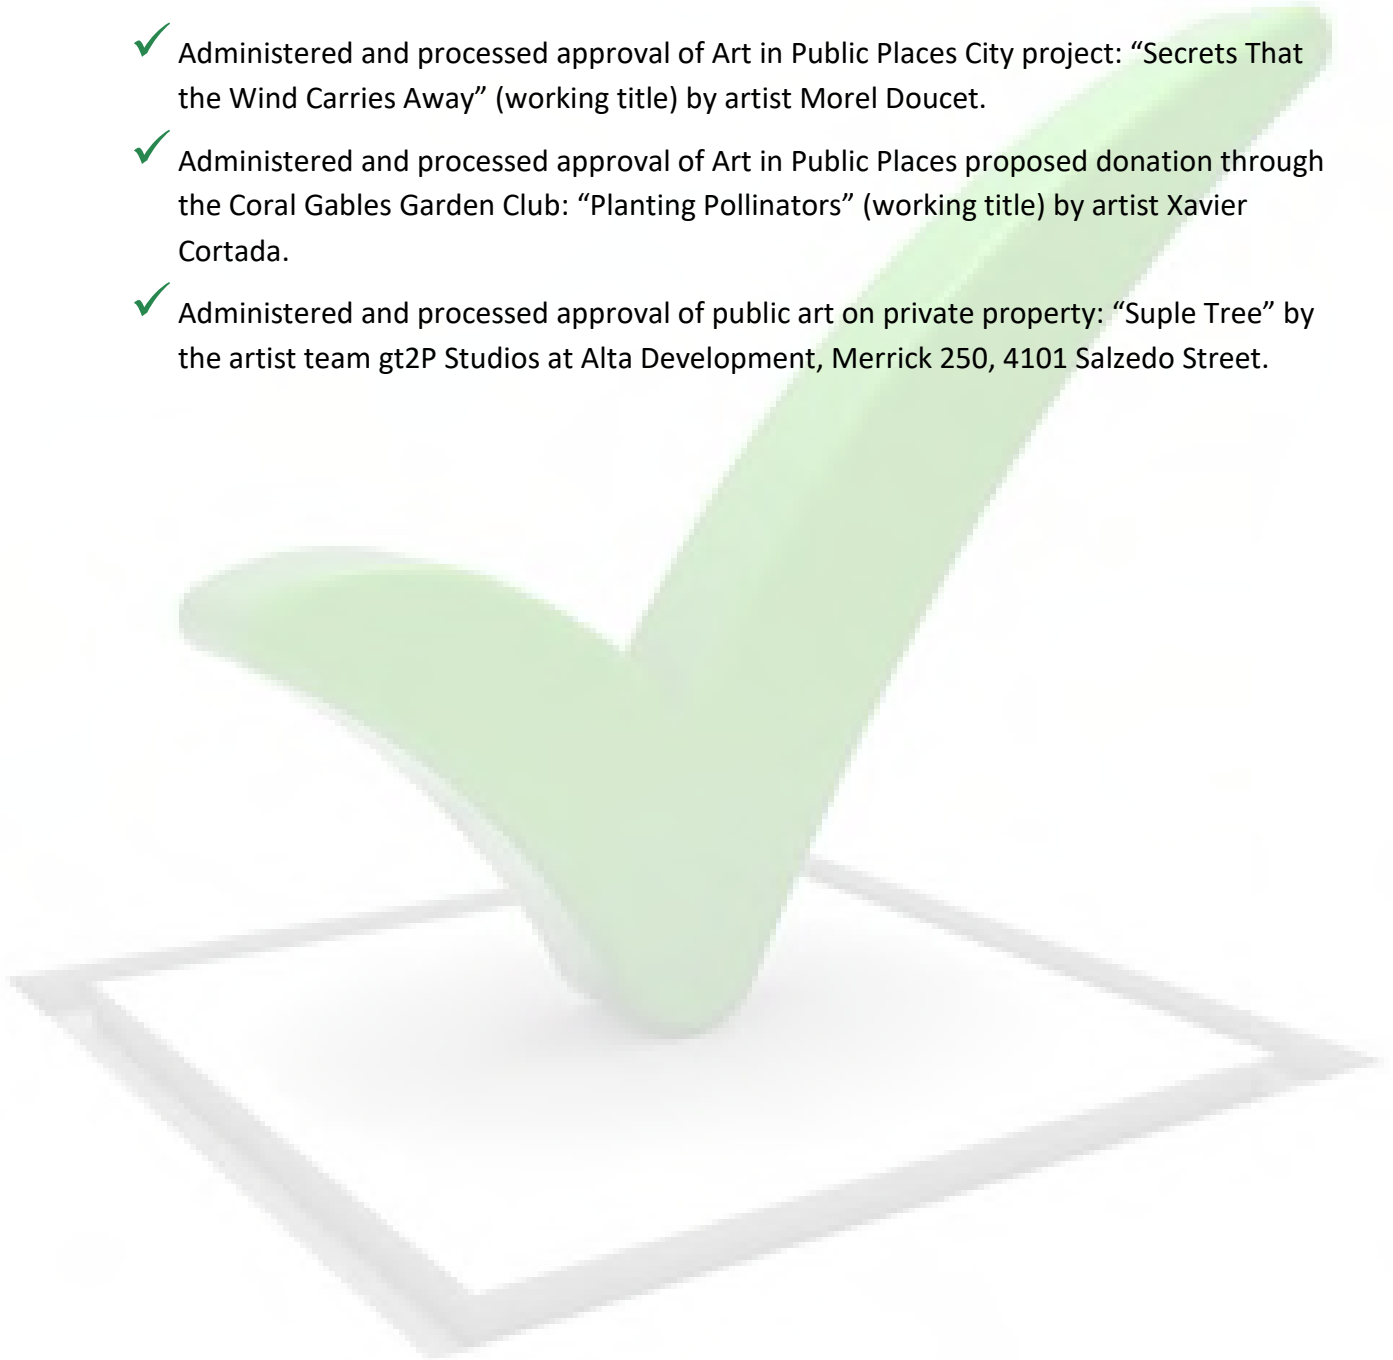 ✓ Administered and processed approval of Art in Public Places City project: “Secrets That
the Wind Carries Away” (working title) by artist Morel Doucet.
✓ Administered and processed approval of Art in Public Places proposed donation through
the Coral Gables Garden Club: “Planting Pollinators” (working title) by artist Xavier
Cortada.
✓ Administered and processed approval of public art on private property: “Suple Tree” by
the artist team gt2P Studios at Alta Development, Merrick 250, 4101 Salzedo Street.